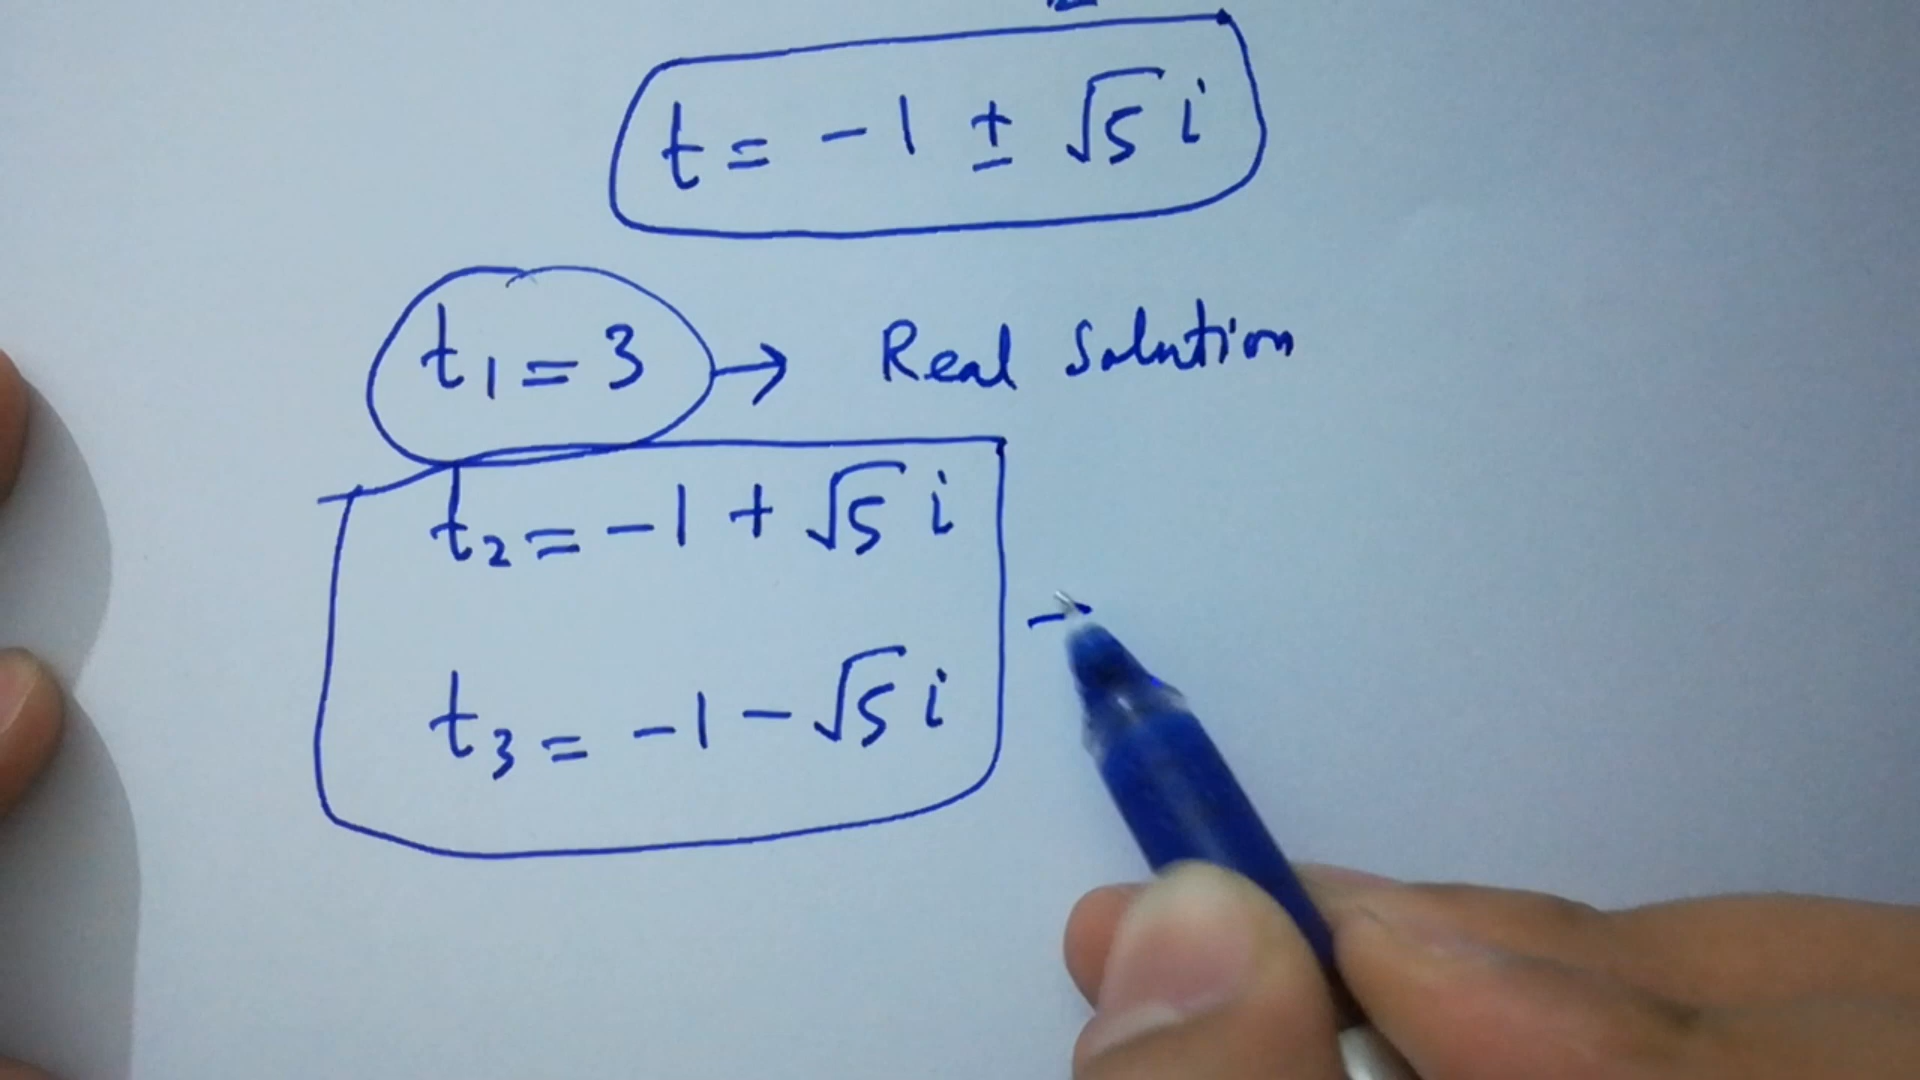 t = -1 ± √5 i
t₁ = 3 → Real Solution
t₂ = -1 + √5 i
t₃ = -1 - √5 i